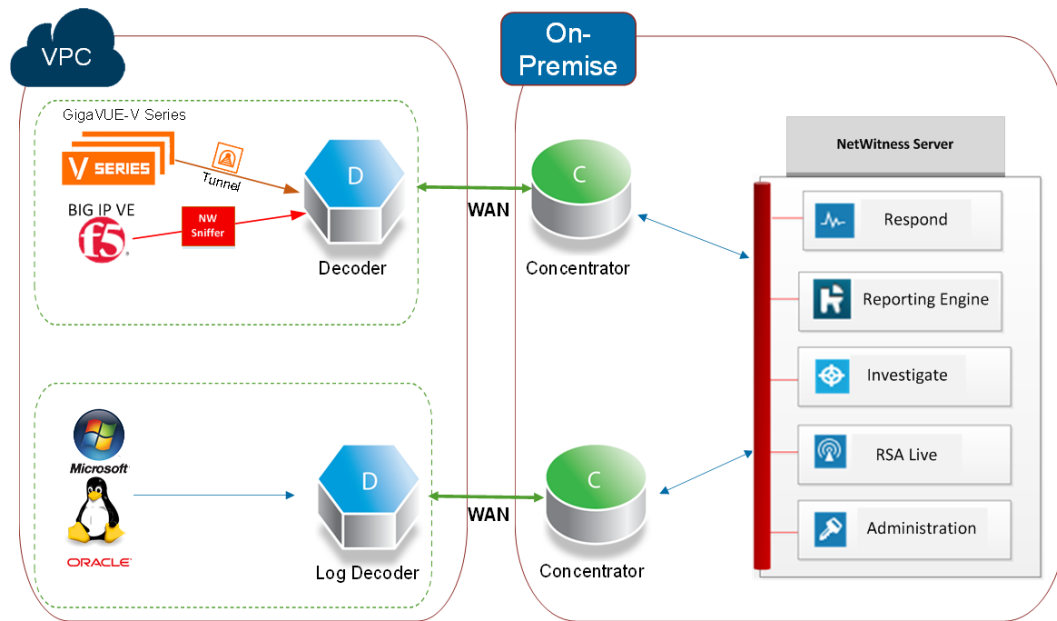 VPC
On-
Premise
GigaVUE-V Series
V SERIES
Tunnel
BIG IP VE
f5
NW
Sniffer
D
Decoder
WAN
C
Concentrator
NetWitness Server
Respond
Reporting Engine
Investigate
RSA Live
Administration
Microsoft
ORACLE
D
Log Decoder
WAN
C
Concentrator